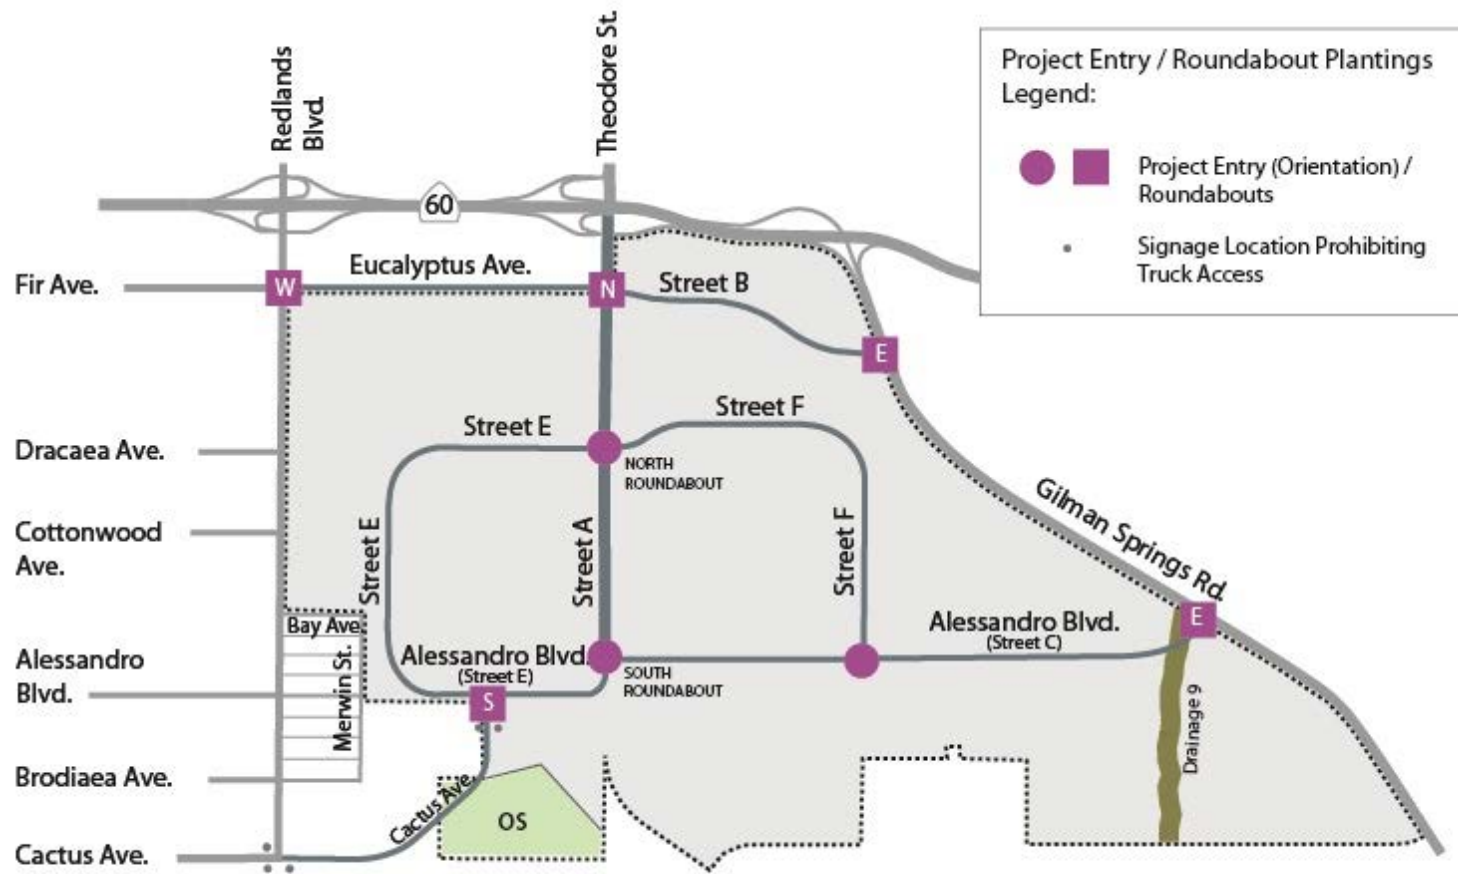 Redlands
Blvd.
Theodore St.
Project Entry / Roundabout Plantings
Legend:
Project Entry (Orientation) /
Roundabouts
Signage Location Prohibiting
Truck Access
60
Fir Ave.
W
Eucalyptus Ave.
N
Street B
E
Street E
Street F
Dracaea Ave.
NORTH
ROUNDABOUT
Cottonwood
Ave.
Street E
Street A
Street F
Gilman Springs Rd.
Bay Ave
Merwin St.
Alessandro
Blvd.
Alessandro Blvd.
(Street E)
SOUTH
ROUNDABOUT
Alessandro Blvd.
(Street C)
E
S
Drainage 9
Brodiaea Ave.
Cactus Ave.
OS
Cactus Ave.